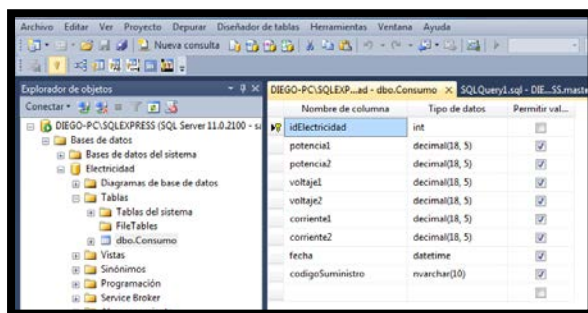 Archivo Editar Ver Proyecto Depurar Diseñador de tablas Herramientas Ventana Ayuda
Nueva consulta
Explorador de objetos
DIEGO-PC\SQLEXP...ad - dbo.Consumo
SQLQuery1.sql - DIE...SS.maste
Conectar
Nombre de columna Tipo de datos Permitir val...
DIEGO-PC\SQLEXPRESS (SQL Server 11.0.2100 - sa
Bases de datos
Bases de datos del sistema
Electricidad
Diagramas de base de datos
Tablas
Tablas del sistema
FileTables
dbo.Consumo
Vistas
Sinónimos
Programación
Service Broker
idElectricidad int
potencia1 decimal(18, 5)
potencia2 decimal(18, 5)
voltaje1 decimal(18, 5)
voltaje2 decimal(18, 5)
corriente1 decimal(18, 5)
corriente2 decimal(18, 5)
fecha datetime
codigoSuministro nvarchar(10)